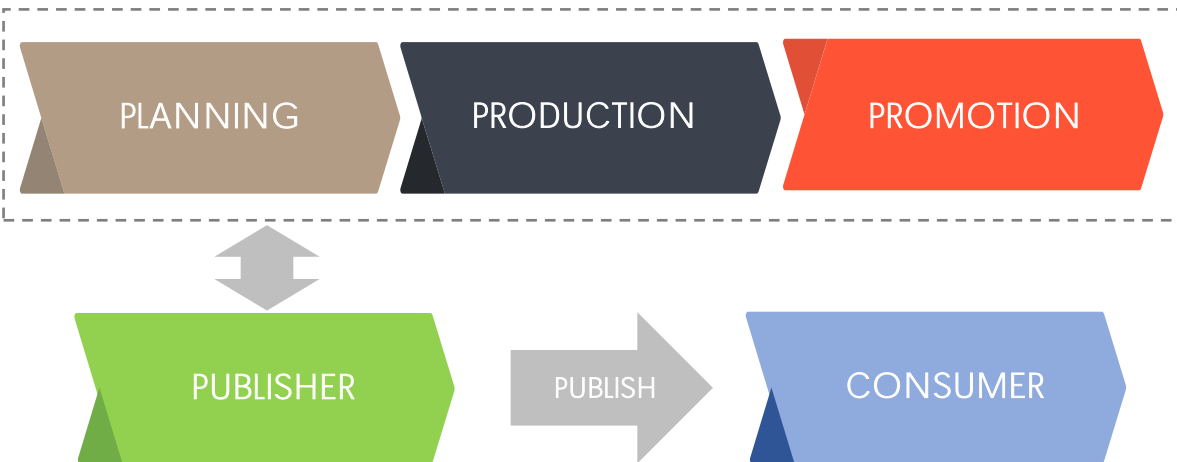 PLANNING
PRODUCTION
PROMOTION
PUBLISHER
PUBLISH
CONSUMER